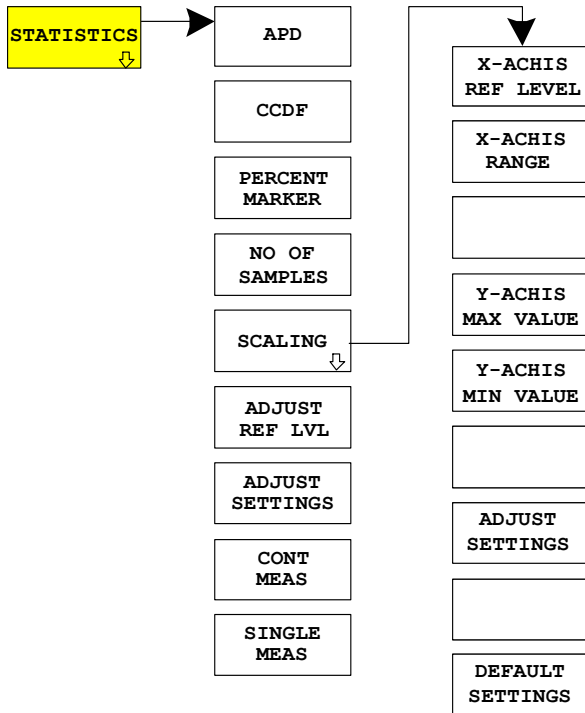 STATISTICS
APD
CCDF
PERCENT
MARKER
NO OF
SAMPLES
SCALING
ADJUST
REF LVL
ADJUST
SETTINGS
CONT
MEAS
SINGLE
MEAS
X-ACHIS
REF LEVEL
X-ACHIS
RANGE
Y-ACHIS
MAX VALUE
Y-ACHIS
MIN VALUE
ADJUST
SETTINGS
DEFAULT
SETTINGS